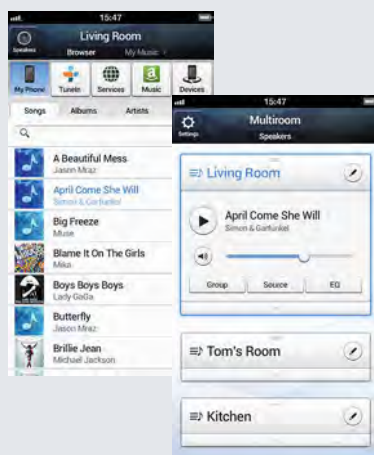 15:47
Living Room
Speakers
Browser My Music
My Phone TuneIn Services Music Devices
Songs Albums Artists
A Beautiful Mess
Jason Mraz
April Come She Will
Simon & Garfunkel
Big Freeze
Muse
Blame It On The Girls
Mika
Boys Boys Boys
Lady GaGa
Butterfly
Jason Mraz
Brillie Jean
Michael Jackson
15:47
Multiroom
Settings
Speakers
Living Room
April Come She Will
Simon & Garfunkel
Group Source EQ
Tom's Room
Kitchen